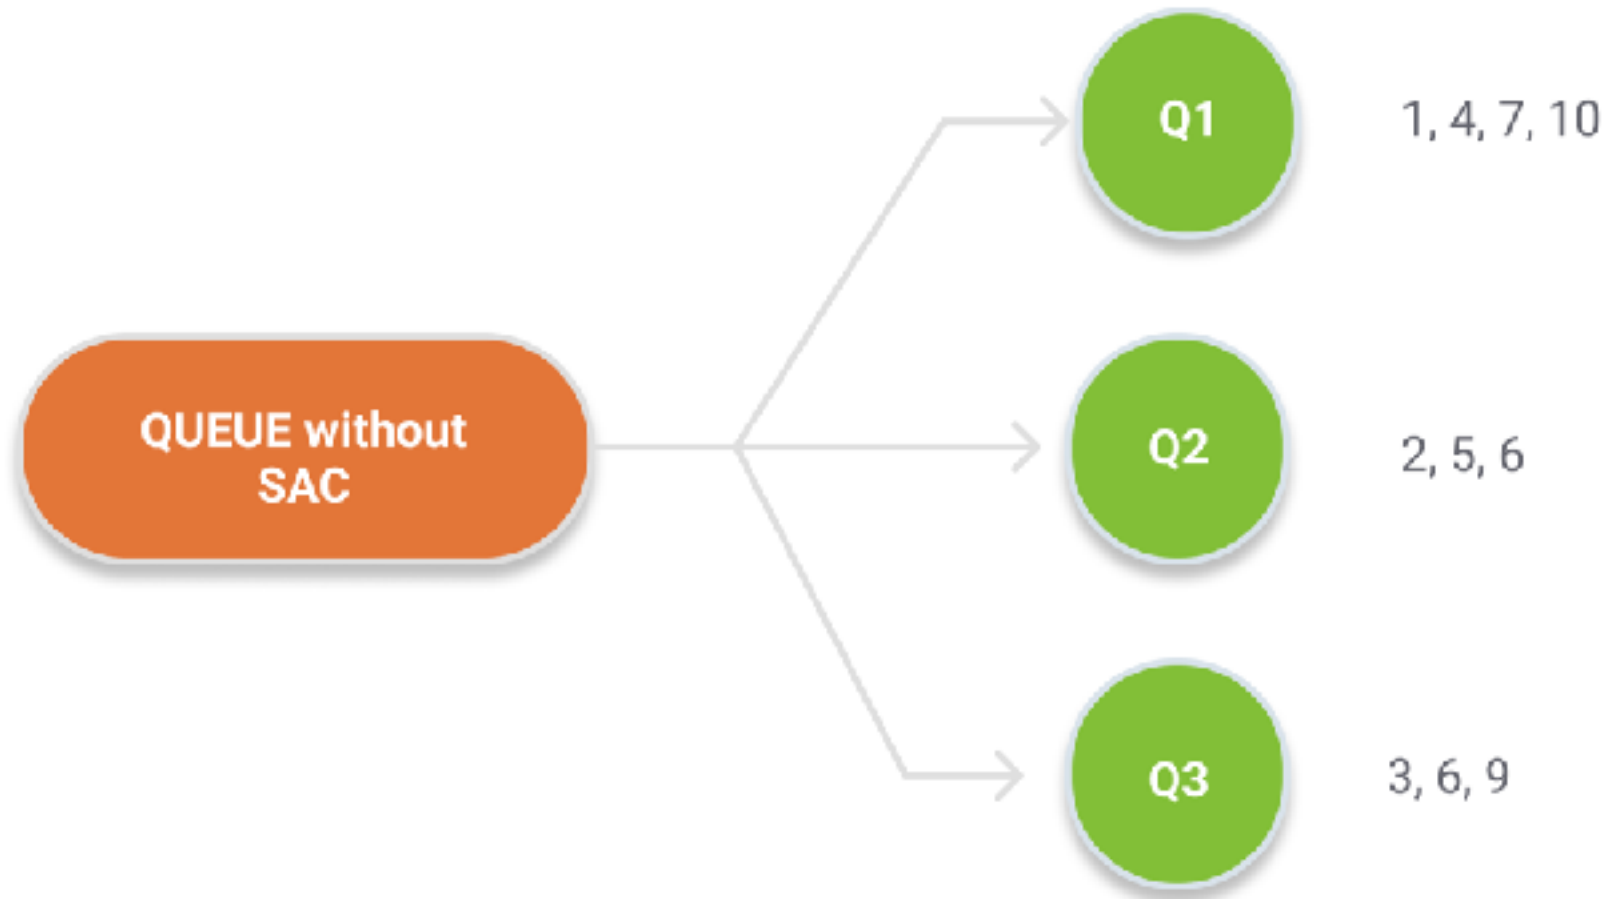 QUEUE without
SAC
Q1
1, 4, 7, 10
Q2
2, 5, 6
Q3
3, 6, 9